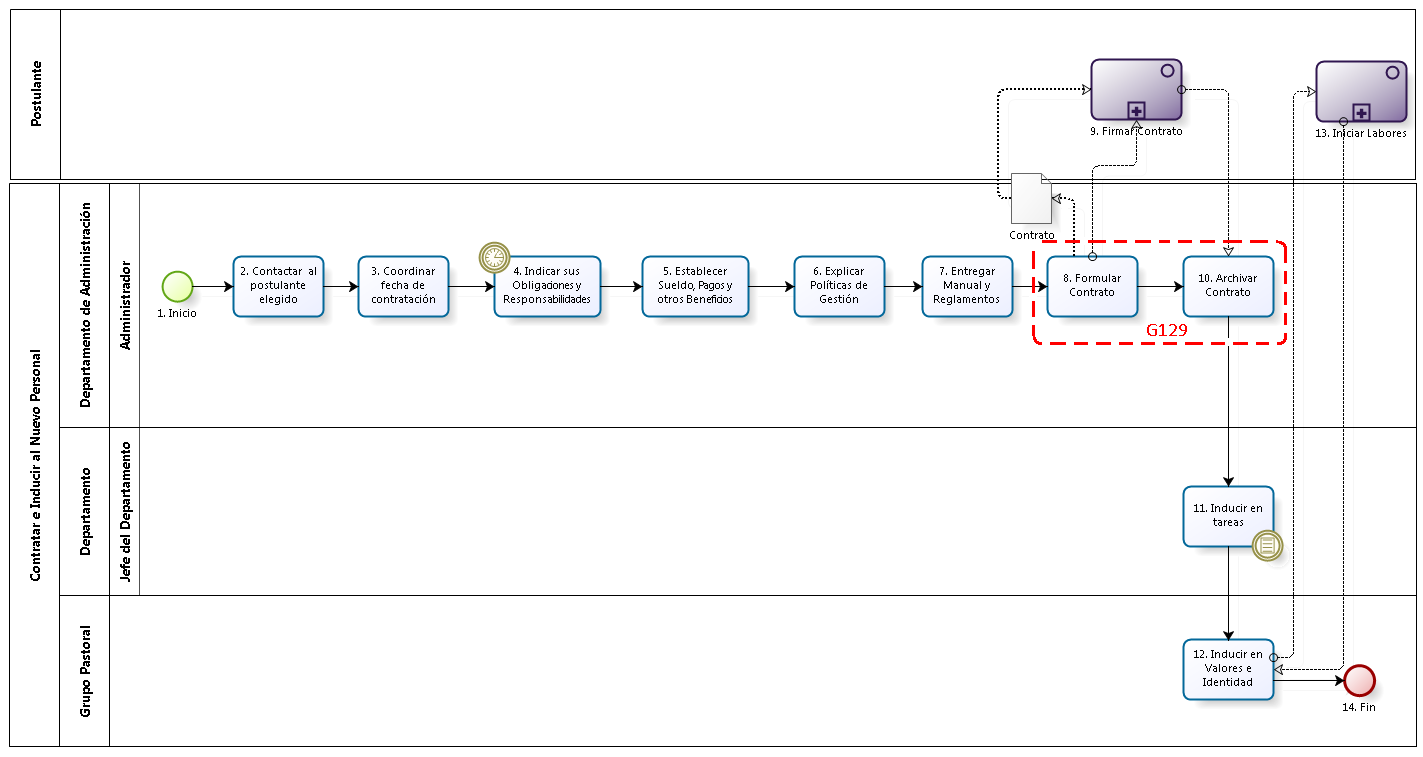 Postulante
9. Firmar Contrato
13. Iniciar Labores
Contratar e Inducir al Nuevo Personal
Departamento de Administración
Administrador
Contrato
1. Inicio
2. Contactar al
postulante
elegido
3. Coordinar
fecha de
contratación
4. Indicar sus
Obligaciones y
Responsabilidades
5. Establecer
Sueldo, Pagos y
otros Beneficios
6. Explicar
Políticas de
Gestión
7. Entregar
Manual y
Reglamentos
8. Formular
Contrato
10. Archivar
Contrato
G129
Departamento
Jefe del Departamento
11. Inducir en
tareas
Grupo Pastoral
12. Inducir en
Valores e
Identidad
14. Fin